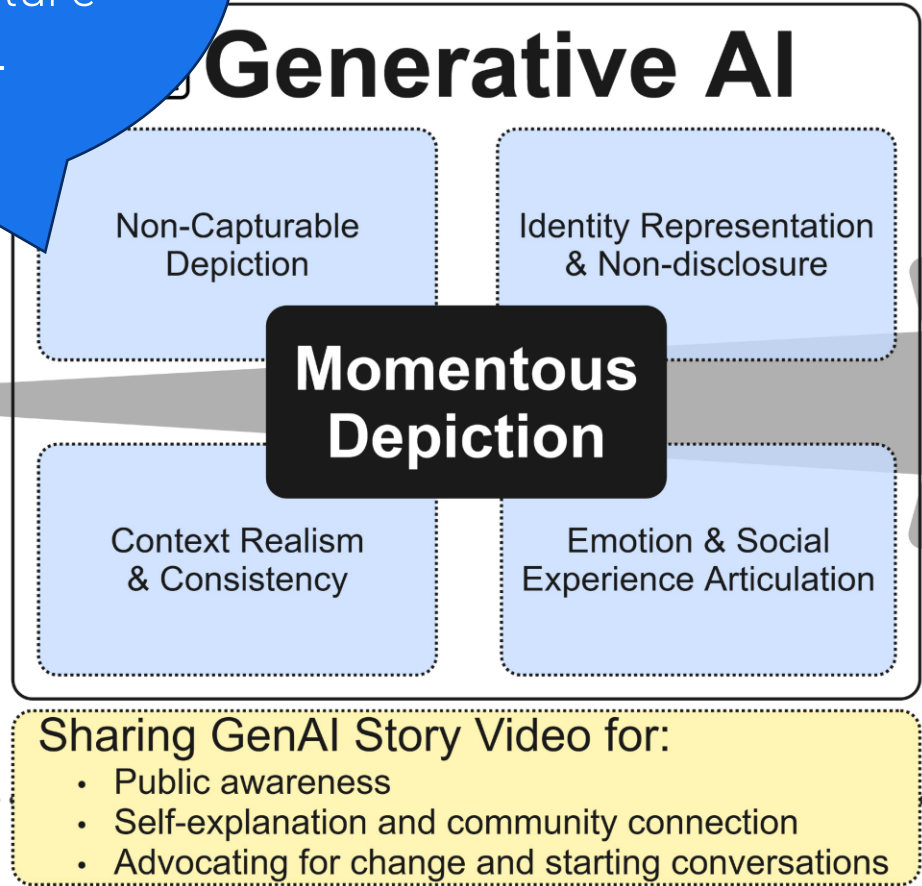 Generative AI
Non-Capturable
Depiction
Identity Representation
& Non-disclosure
Momentous
Depiction
Context Realism
& Consistency
Emotion & Social
Experience Articulation
Sharing GenAI Story Video for:
• Public awareness
• Self-explanation and community connection
• Advocating for change and starting conversations